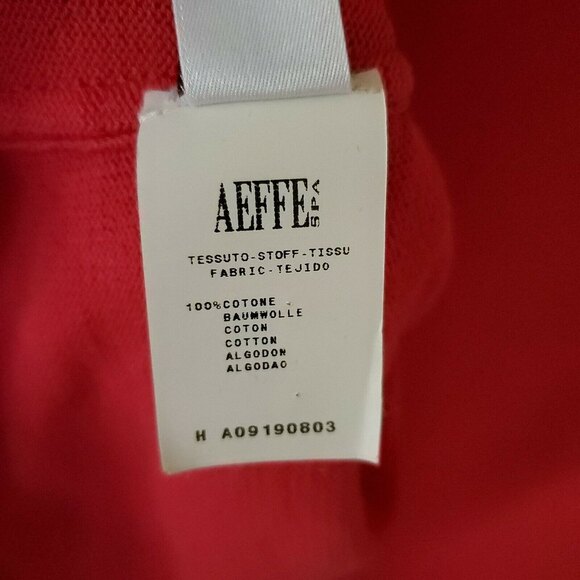 AEFFE SPA
TESSUTO-STOFF-TISSU
FABRIC-TEJIDO
100%COTONE
BAUMWOLLE
COTON
COTTON
ALGODON
ALGODAO
H A09190803